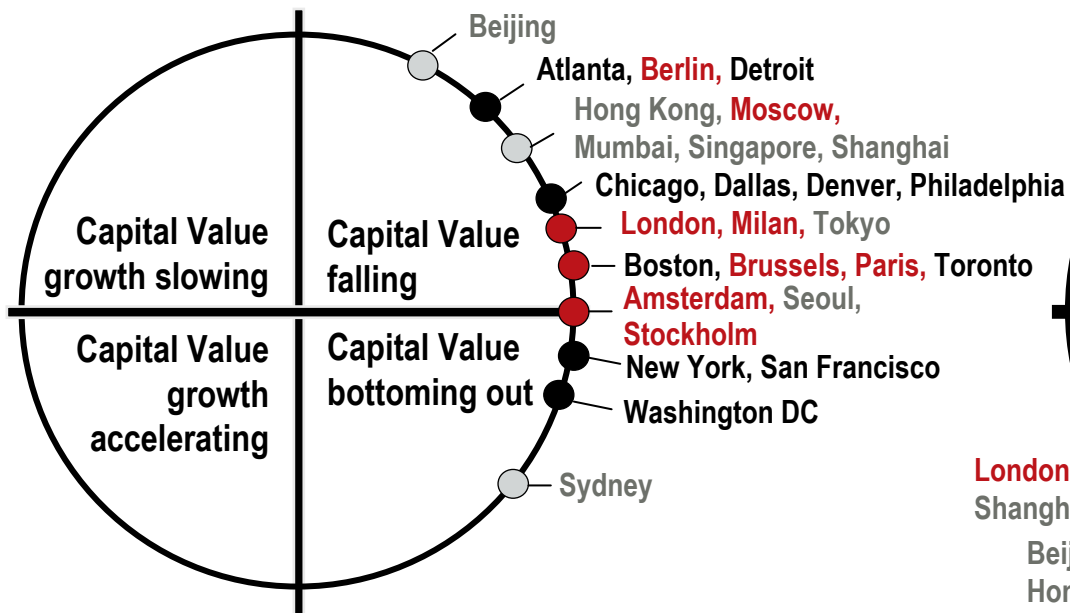 Beijing
Atlanta, Berlin, Detroit
Hong Kong, Moscow,
Mumbai, Singapore, Shanghai
Chicago, Dallas, Denver, Philadelphia
London, Milan, Tokyo
Boston, Brussels, Paris, Toronto
Amsterdam, Seoul,
Stockholm
New York, San Francisco
Washington DC
Sydney
Capital Value
growth slowing
Capital Value
falling
Capital Value
growth
accelerating
Capital Value
bottoming out
London